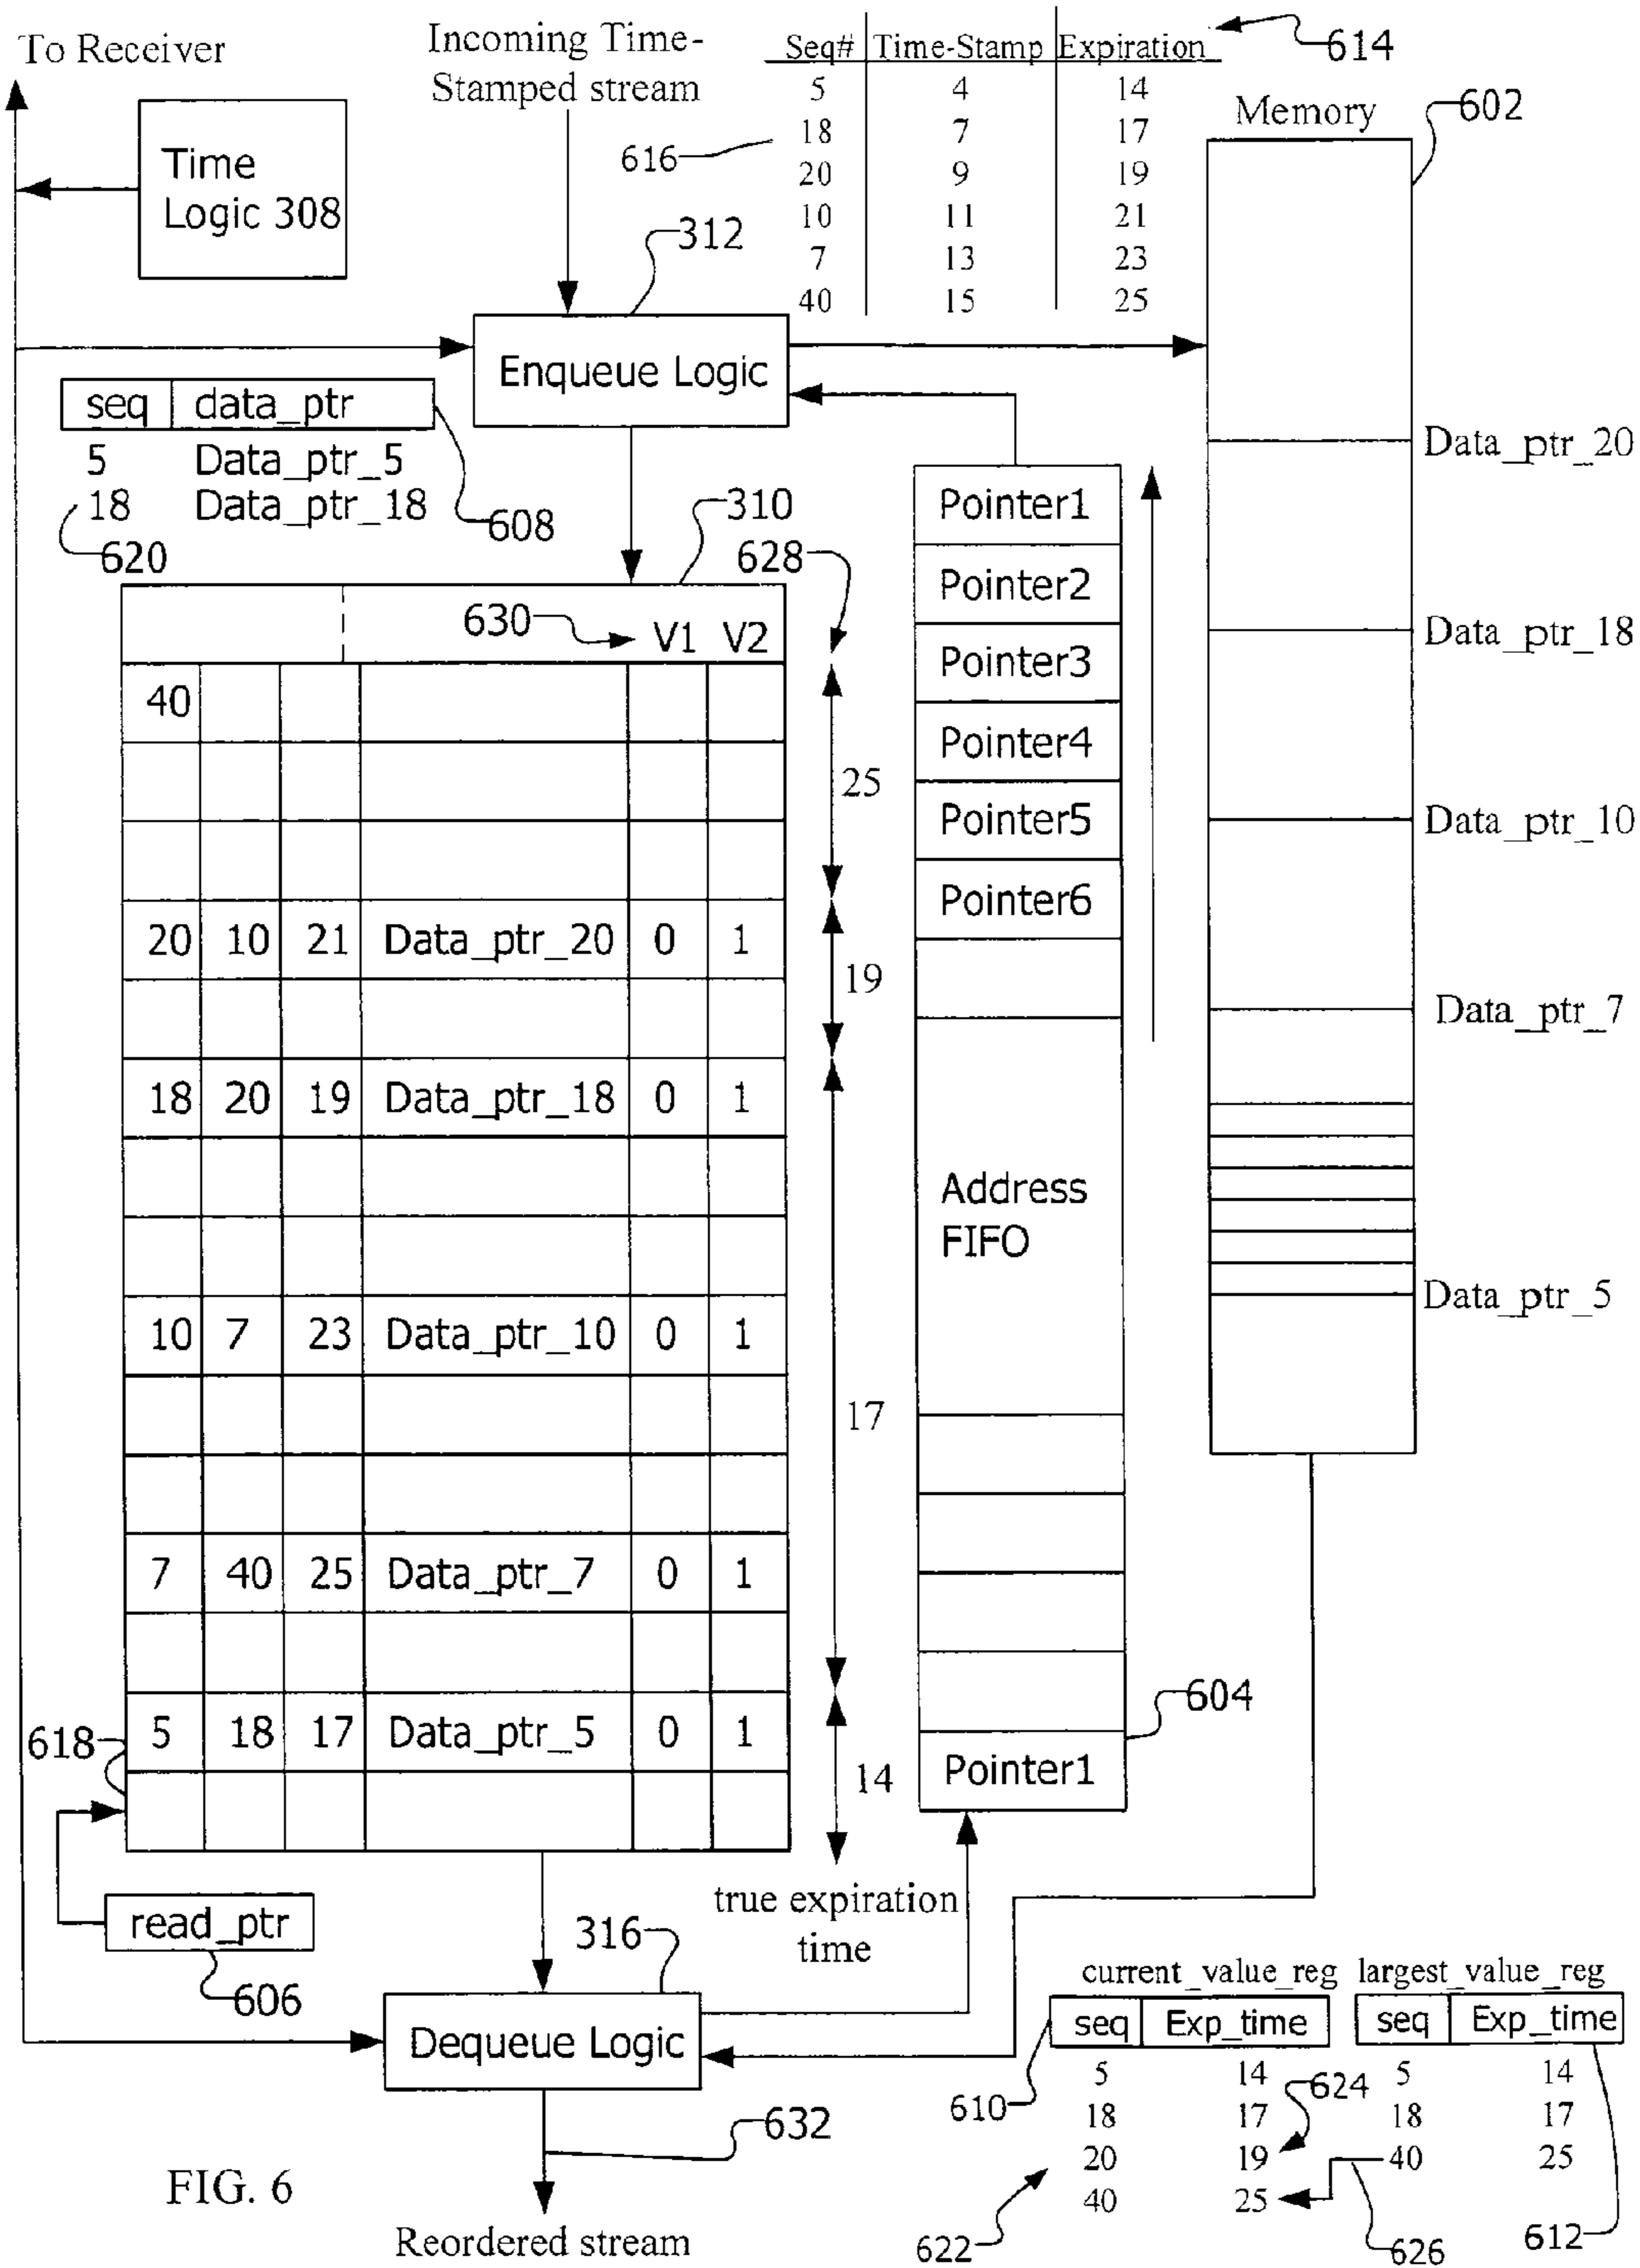 To Receiver
Incoming Time-
Stamped stream
Seq# Time-Stamp Expiration
614
5 4 14
18 7 17
20 9 19
10 11 21
7 13 23
40 15 25
616
Memory
602
Time
Logic 308
312
Enqueue Logic
seq data_ptr
5 Data_ptr_5
18 Data_ptr_18
608
620
310
628
630 V1 V2
40
20 10 21 Data_ptr_20 0 1
18 20 19 Data_ptr_18 0 1
10 7 23 Data_ptr_10 0 1
7 40 25 Data_ptr_7 0 1
5 18 17 Data_ptr_5 0 1
618
25
19
17
14
true expiration
time
Pointer1
Pointer2
Pointer3
Pointer4
Pointer5
Pointer6
Address
FIFO
604
Pointer1
Data_ptr_20
Data_ptr_18
Data_ptr_10
Data_ptr_7
Data_ptr_5
read_ptr
606
316
Dequeue Logic
632
Reordered stream
FIG. 6
current_value_reg largest_value_reg
seq Exp_time seq Exp_time
5 14 5 14
18 17 18 17
20 19 40 25
40 25
610
624
622
626
612